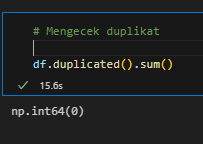 # Mengecek duplikat
df.duplicated().sum()
15.6s
np.int64(0)